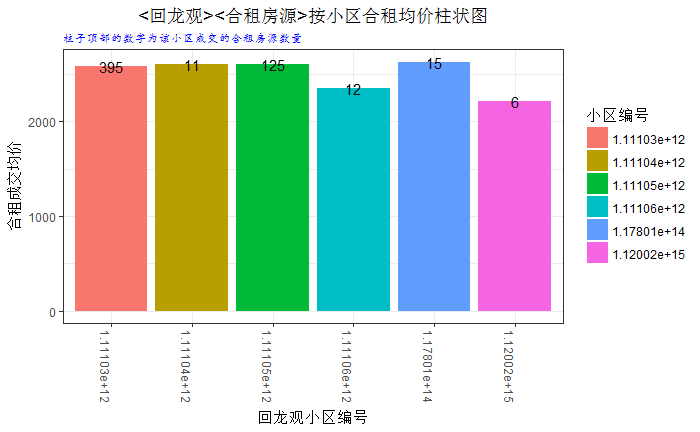 <回龙观><合租房源>按小区合租均价柱状图
柱子顶部的数字为该小区成交的合租房源数量
395
11
125
12
15
6
2000
1000
0
合租成交均价
1.11103e+12
1.11104e+12
1.11105e+12
1.11106e+12
1.17801e+14
1.12002e+15
回龙观小区编号
小区编号
1.11103e+12
1.11104e+12
1.11105e+12
1.11106e+12
1.17801e+14
1.12002e+15